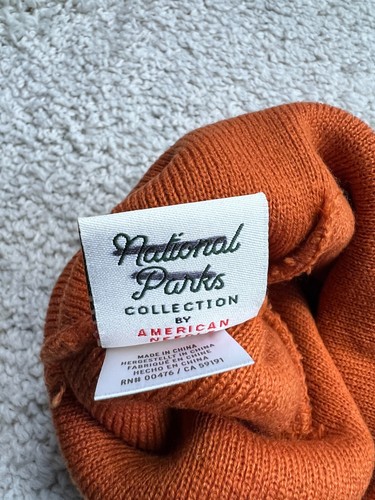 National
Parks
COLLECTION
BY
AMERICAN
NEEDLE
MADE IN CHINA
HERGESTELLT IN CHINA
FABRIQUÉ EN CHINE
HECHO EN CHINA
RN# 00476 / CA 59191